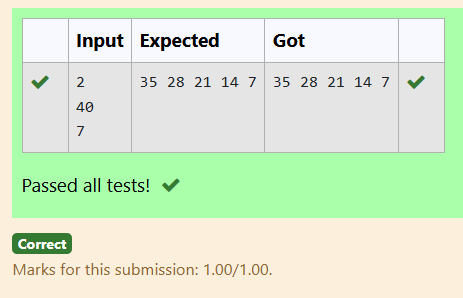 Input Expected Got
2 35 28 21 14 7 35 28 21 14 7
40
7
Passed all tests!
Correct
Marks for this submission: 1.00/1.00.